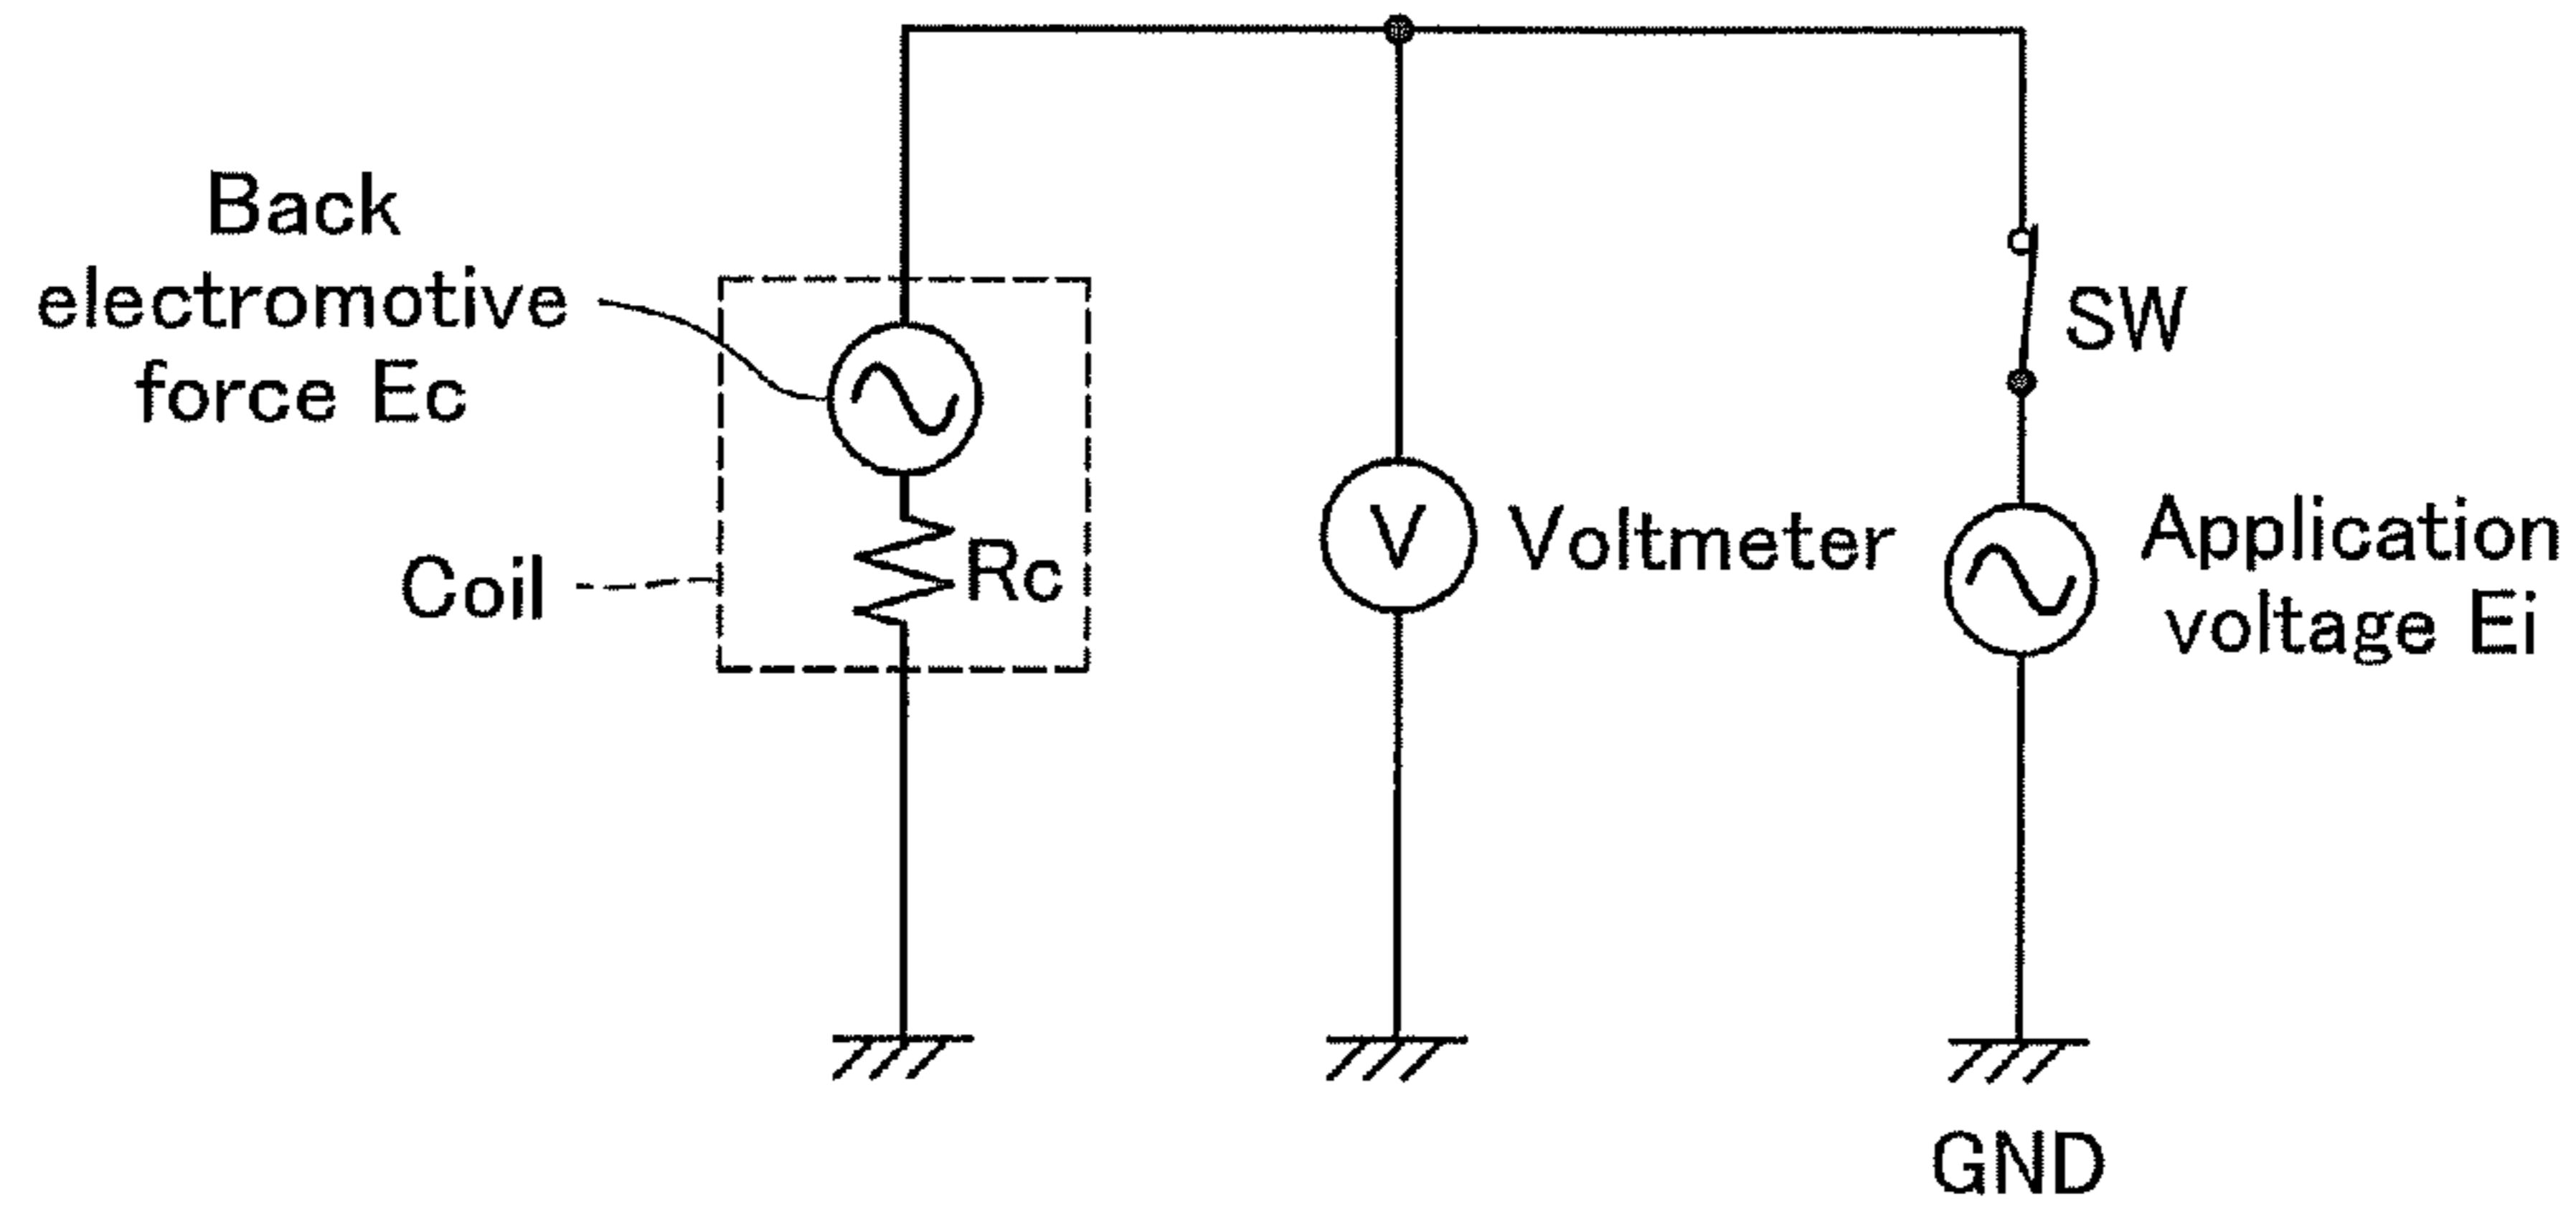 Back
electromotive
force Ec
Coil
Rc
V
Voltmeter
SW
Application
voltage Ei
GND